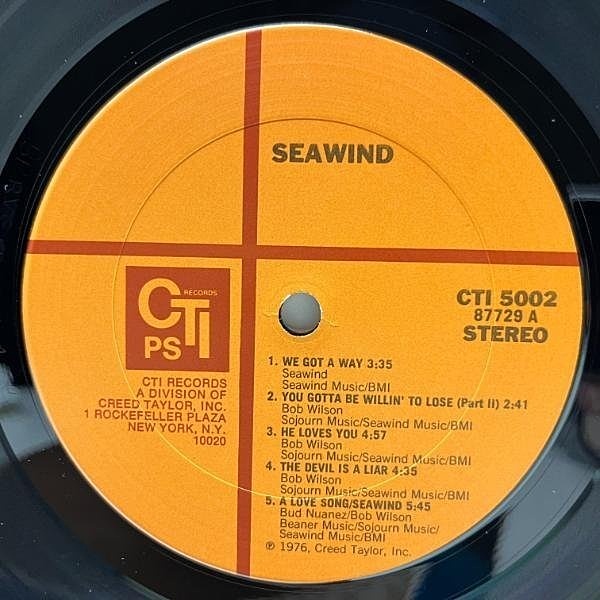 SEAWIND
CTI RECORDS
PS
CTI RECORDS
A DIVISION OF
CREED TAYLOR, INC.
1 ROCKEFELLER PLAZA
NEW YORK, N.Y.
10020
CTI 5002
87729 A
STEREO
1. WE GOT A WAY 3:35
Seawind
Seawind Music/BMI
2. YOU GOTTA BE WILLIN' TO LOSE (Part II) 2:41
Bob Wilson
Sojourn Music/Seawind Music/BMI
3. HE LOVES YOU 4:57
Bob Wilson
Sojourn Music/Seawind Music/BMI
4. THE DEVIL IS A LIAR 4:35
Bob Wilson
Sojourn Music/Seawind Music/BMI
5. A LOVE SONG/SEAWIND 5:45
Bud Nuanez/Bob Wilson
Beaner Music/Sojourn Music/
Seawind Music/BMI
℗ 1976, Creed Taylor, Inc.